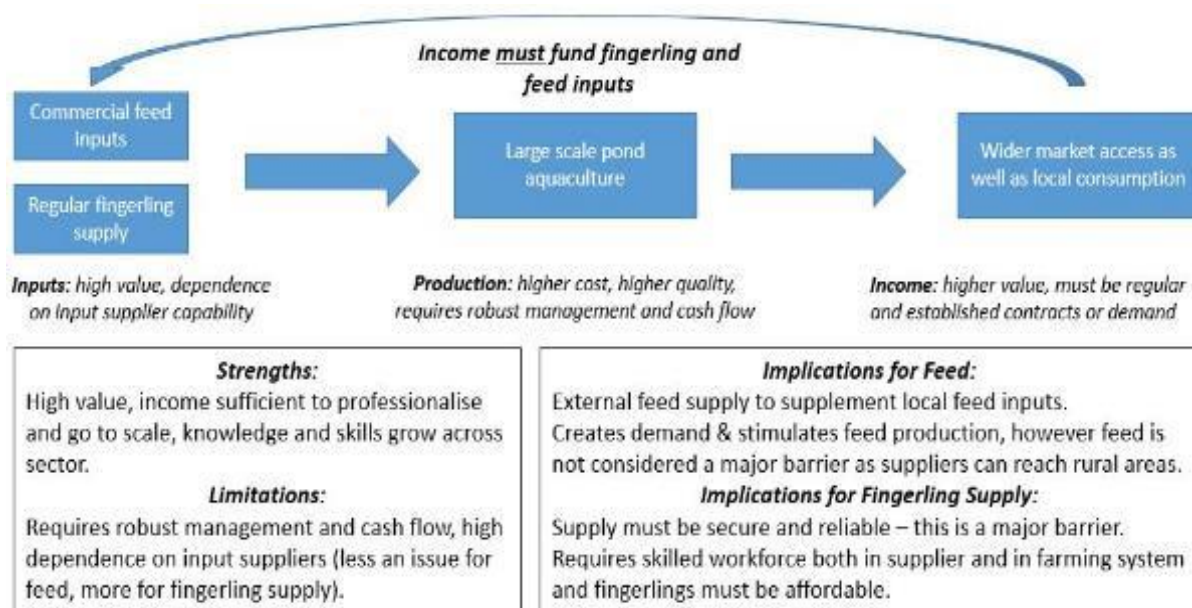 Income must fund fingerling and
feed inputs
Commercial feed
inputs
Regular fingerling
supply
Large scale pond
aquaculture
Wider market access as
well as local consumption
Inputs: high value, dependence
on input supplier capability
Production: higher cost, higher quality,
requires robust management and cash flow
Income: higher value, must be regular
and established contracts or demand
Strengths:
High value, income sufficient to professionalise
and go to scale, knowledge and skills grow across
sector.
Limitations:
Requires robust management and cash flow, high
dependence on input suppliers (less an issue for
feed, more for fingerling supply).
Implications for Feed:
External feed supply to supplement local feed inputs.
Creates demand & stimulates feed production, however feed is
not considered a major barrier as suppliers can reach rural areas.
Implications for Fingerling Supply:
Supply must be secure and reliable – this is a major barrier.
Requires skilled workforce both in supplier and in farming system
and fingerlings must be affordable.